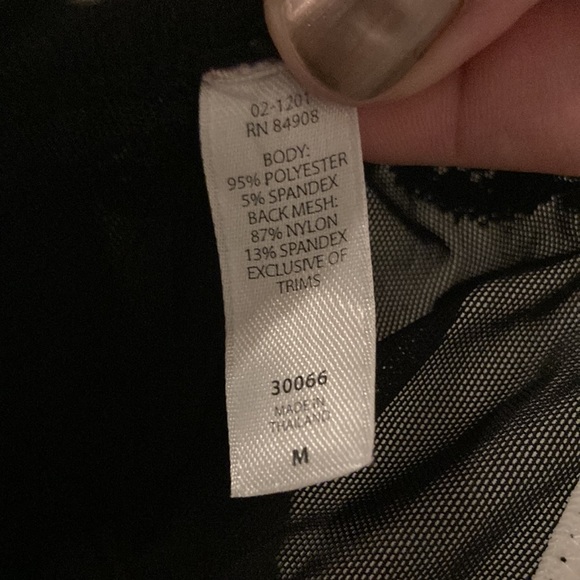 02-1201
RN 84908
BODY:
95% POLYESTER
5% SPANDEX
BACK MESH:
87% NYLON
13% SPANDEX
EXCLUSIVE OF
TRIMS
30066
MADE IN
THAILAND
M